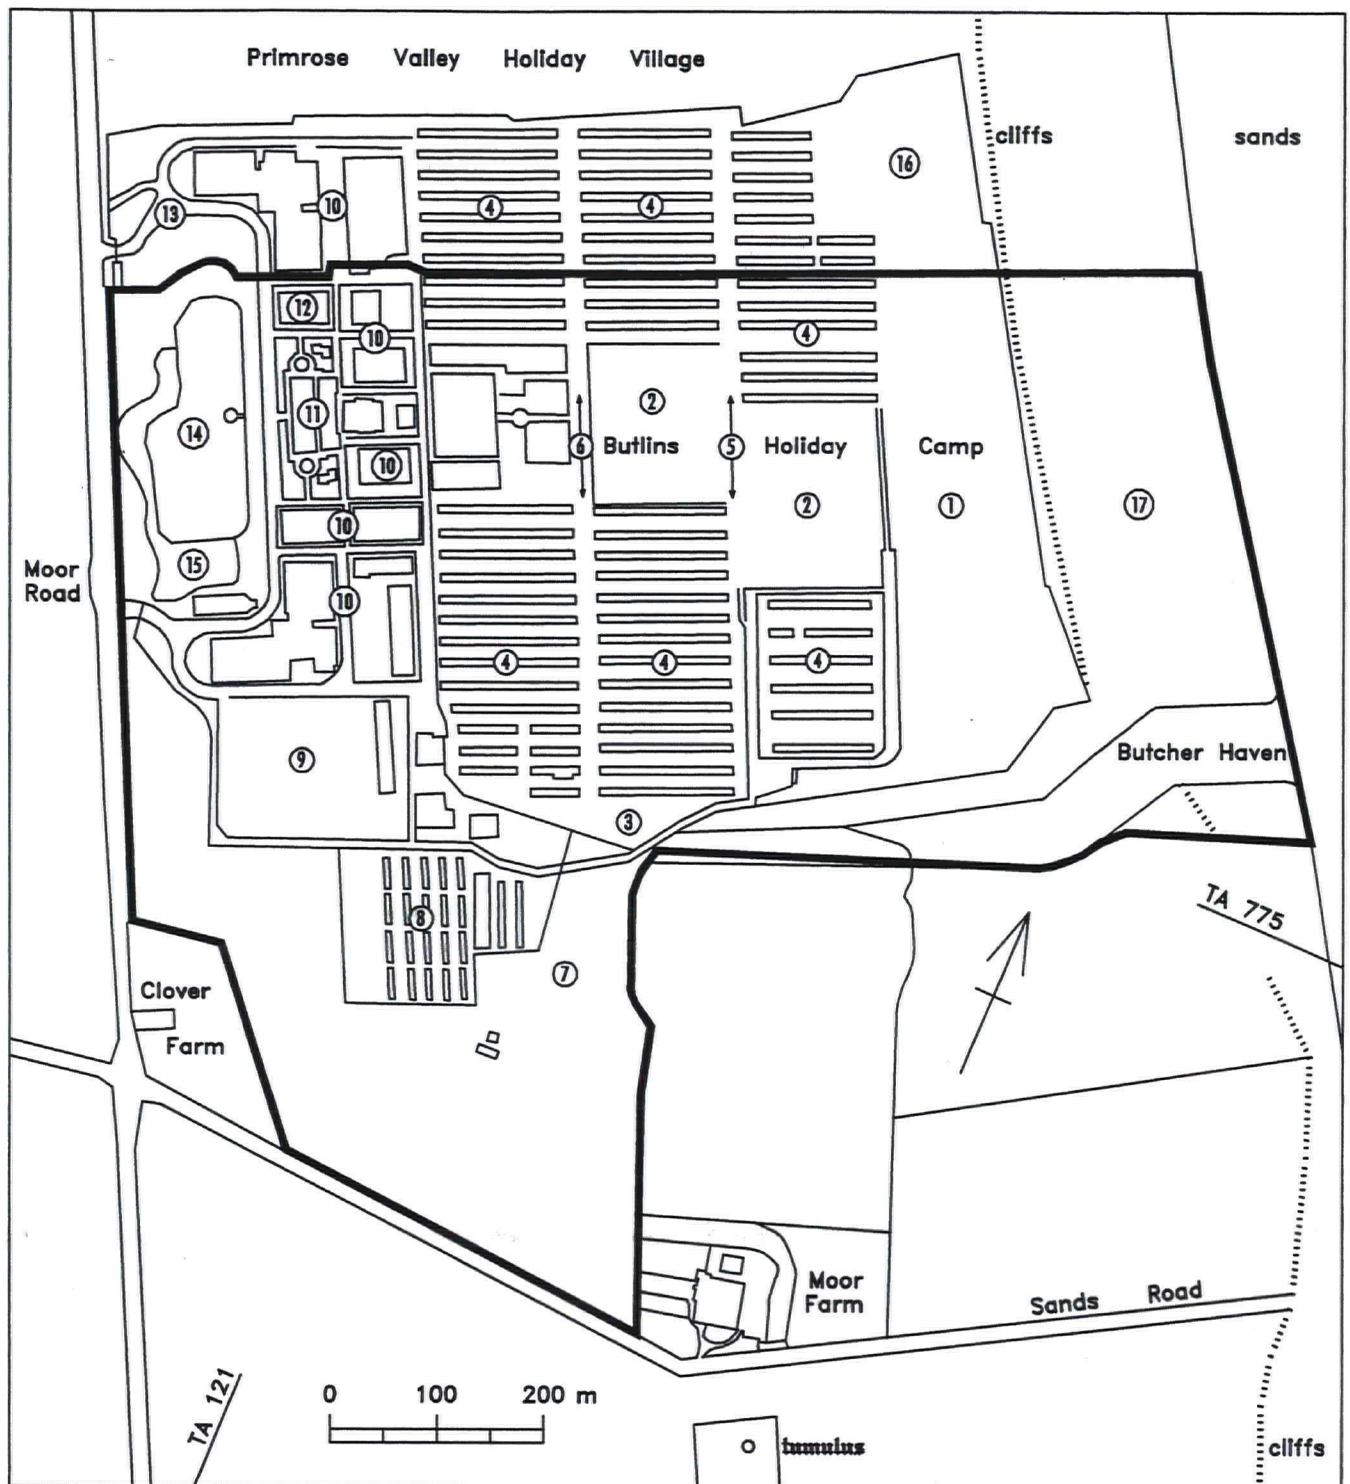 Primrose Valley Holiday Village
cliffs
sands
16
10
4
4
13
12
10
4
2
11
14
6
Butlins
5
Holiday
Camp
10
2
1
17
10
15
Moor
Road
10
4
4
4
9
Butcher Haven
3
TA 775
8
7
Clover
Farm
Moor
Farm
Sands Road
0 100 200 m
TA 121
tumulus
cliffs